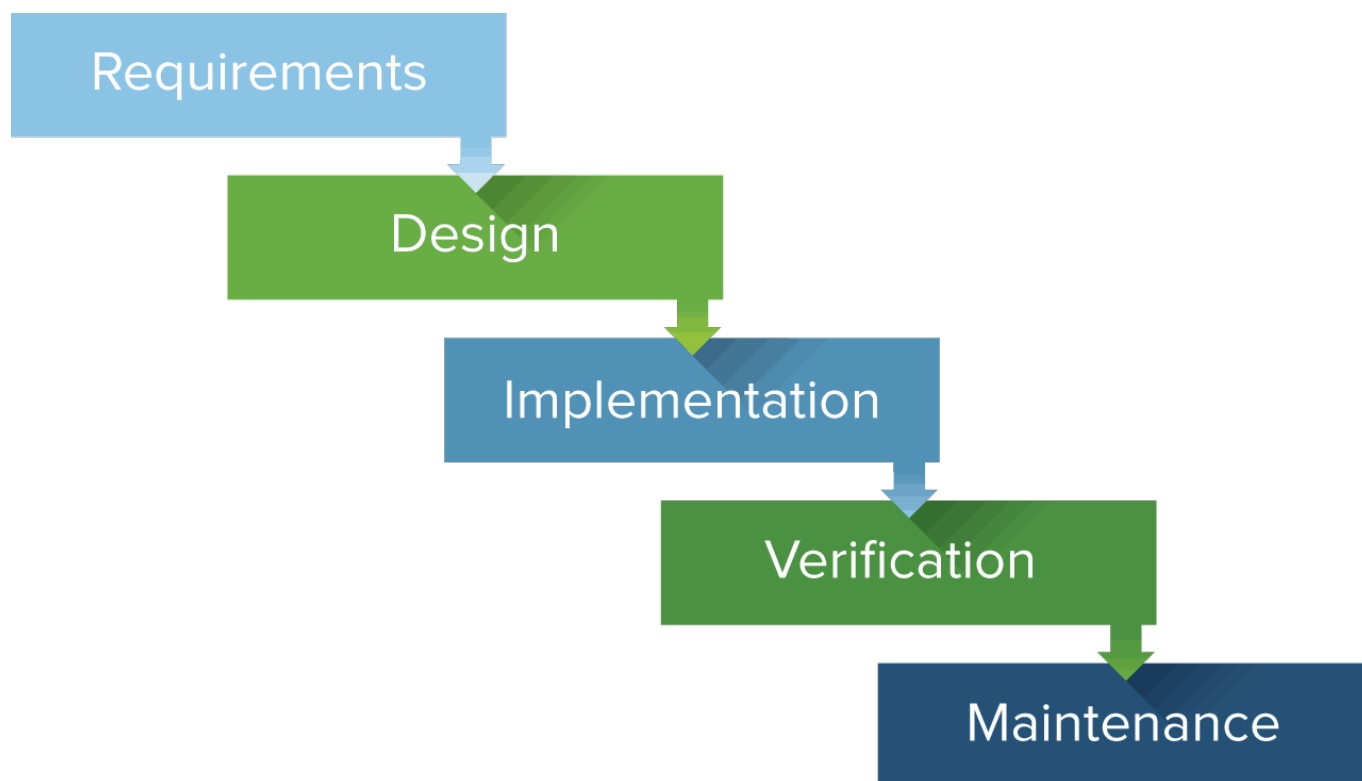 Requirements
Design
Implementation
Verification
Maintenance